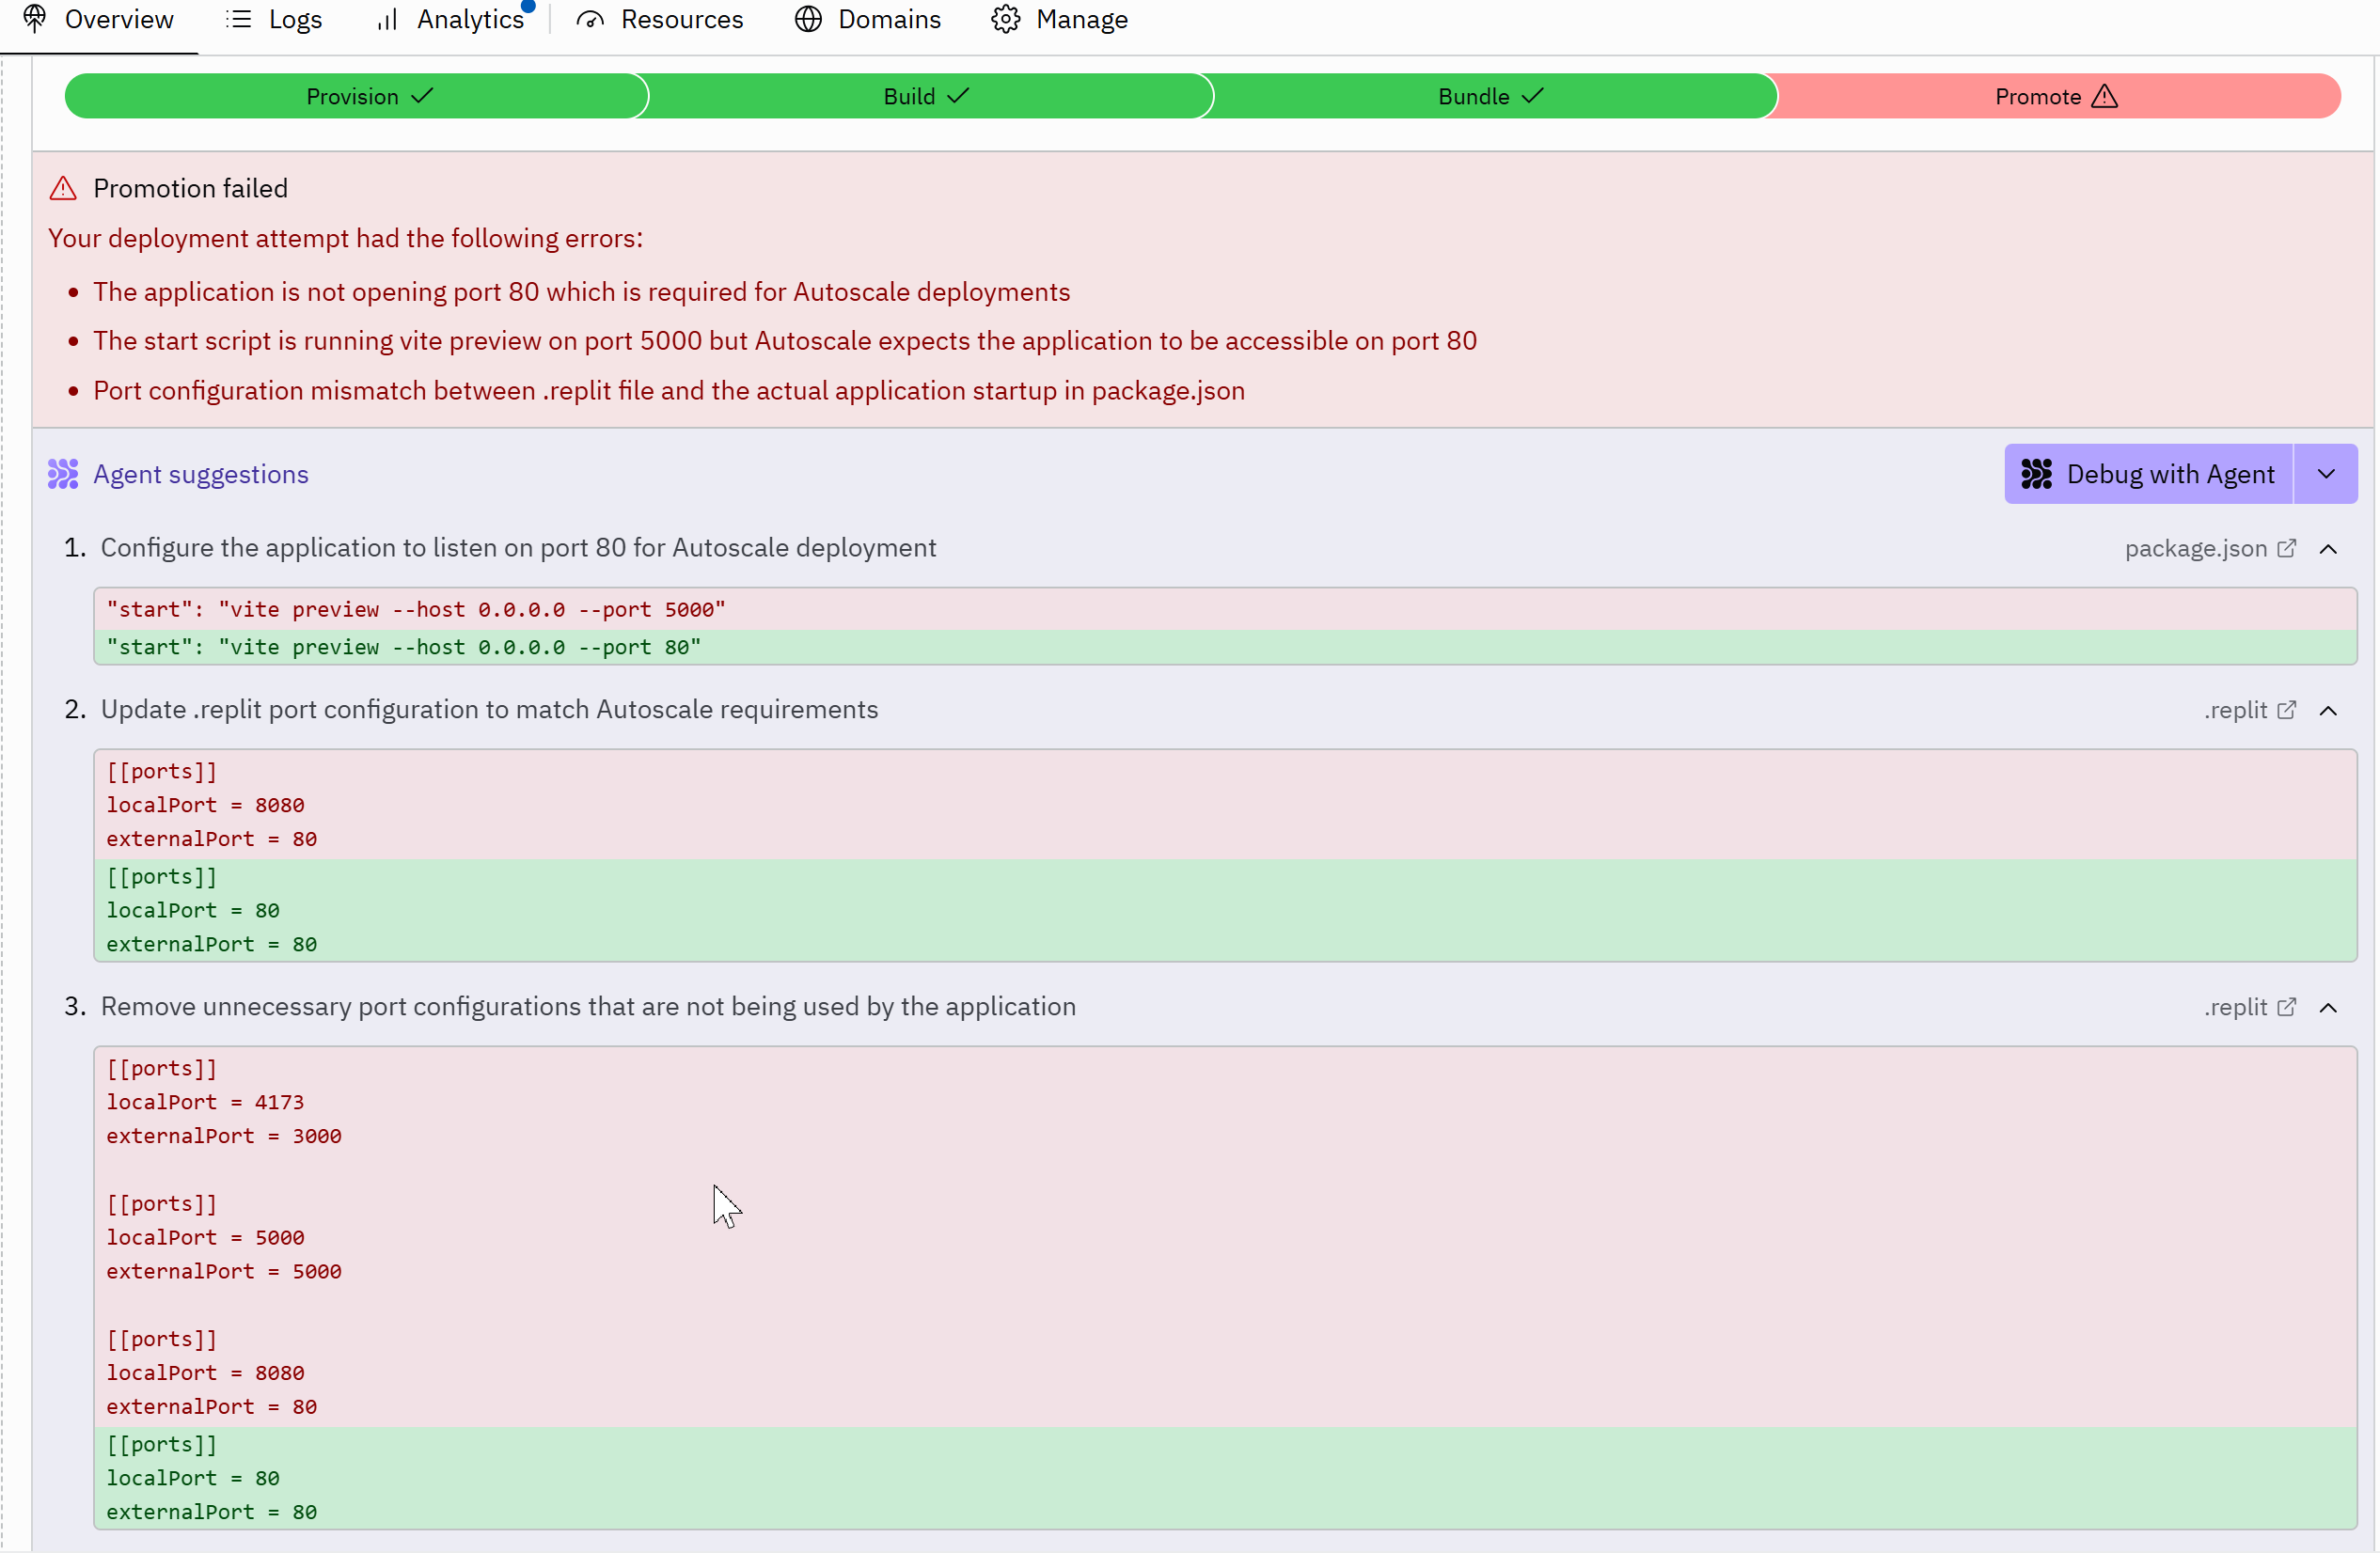 Overview Logs Analytics Resources Domains Manage
Provision Build Bundle Promote
Promotion failed
Your deployment attempt had the following errors:
• The application is not opening port 80 which is required for Autoscale deployments
• The start script is running vite preview on port 5000 but Autoscale expects the application to be accessible on port 80
• Port configuration mismatch between .replit file and the actual application startup in package.json
Agent suggestions Debug with Agent
1. Configure the application to listen on port 80 for Autoscale deployment package.json
"start": "vite preview --host 0.0.0.0 --port 5000"
"start": "vite preview --host 0.0.0.0 --port 80"
2. Update .replit port configuration to match Autoscale requirements .replit
[[ports]]
localPort = 8080
externalPort = 80
[[ports]]
localPort = 80
externalPort = 80
3. Remove unnecessary port configurations that are not being used by the application .replit
[[ports]]
localPort = 4173
externalPort = 3000
[[ports]]
localPort = 5000
externalPort = 5000
[[ports]]
localPort = 8080
externalPort = 80
[[ports]]
localPort = 80
externalPort = 80